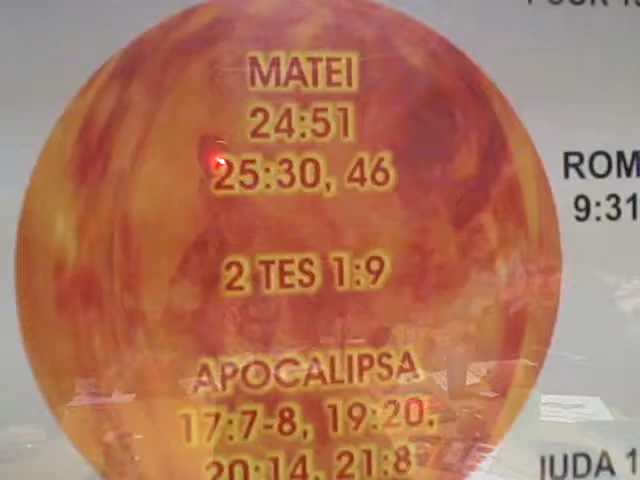 MATEI
24:51
25:30, 46
2 TES 1:9
APOCALIPSA
17:7-8, 19:20,
20:14, 21:8
ROM
9:31
IUDA 1